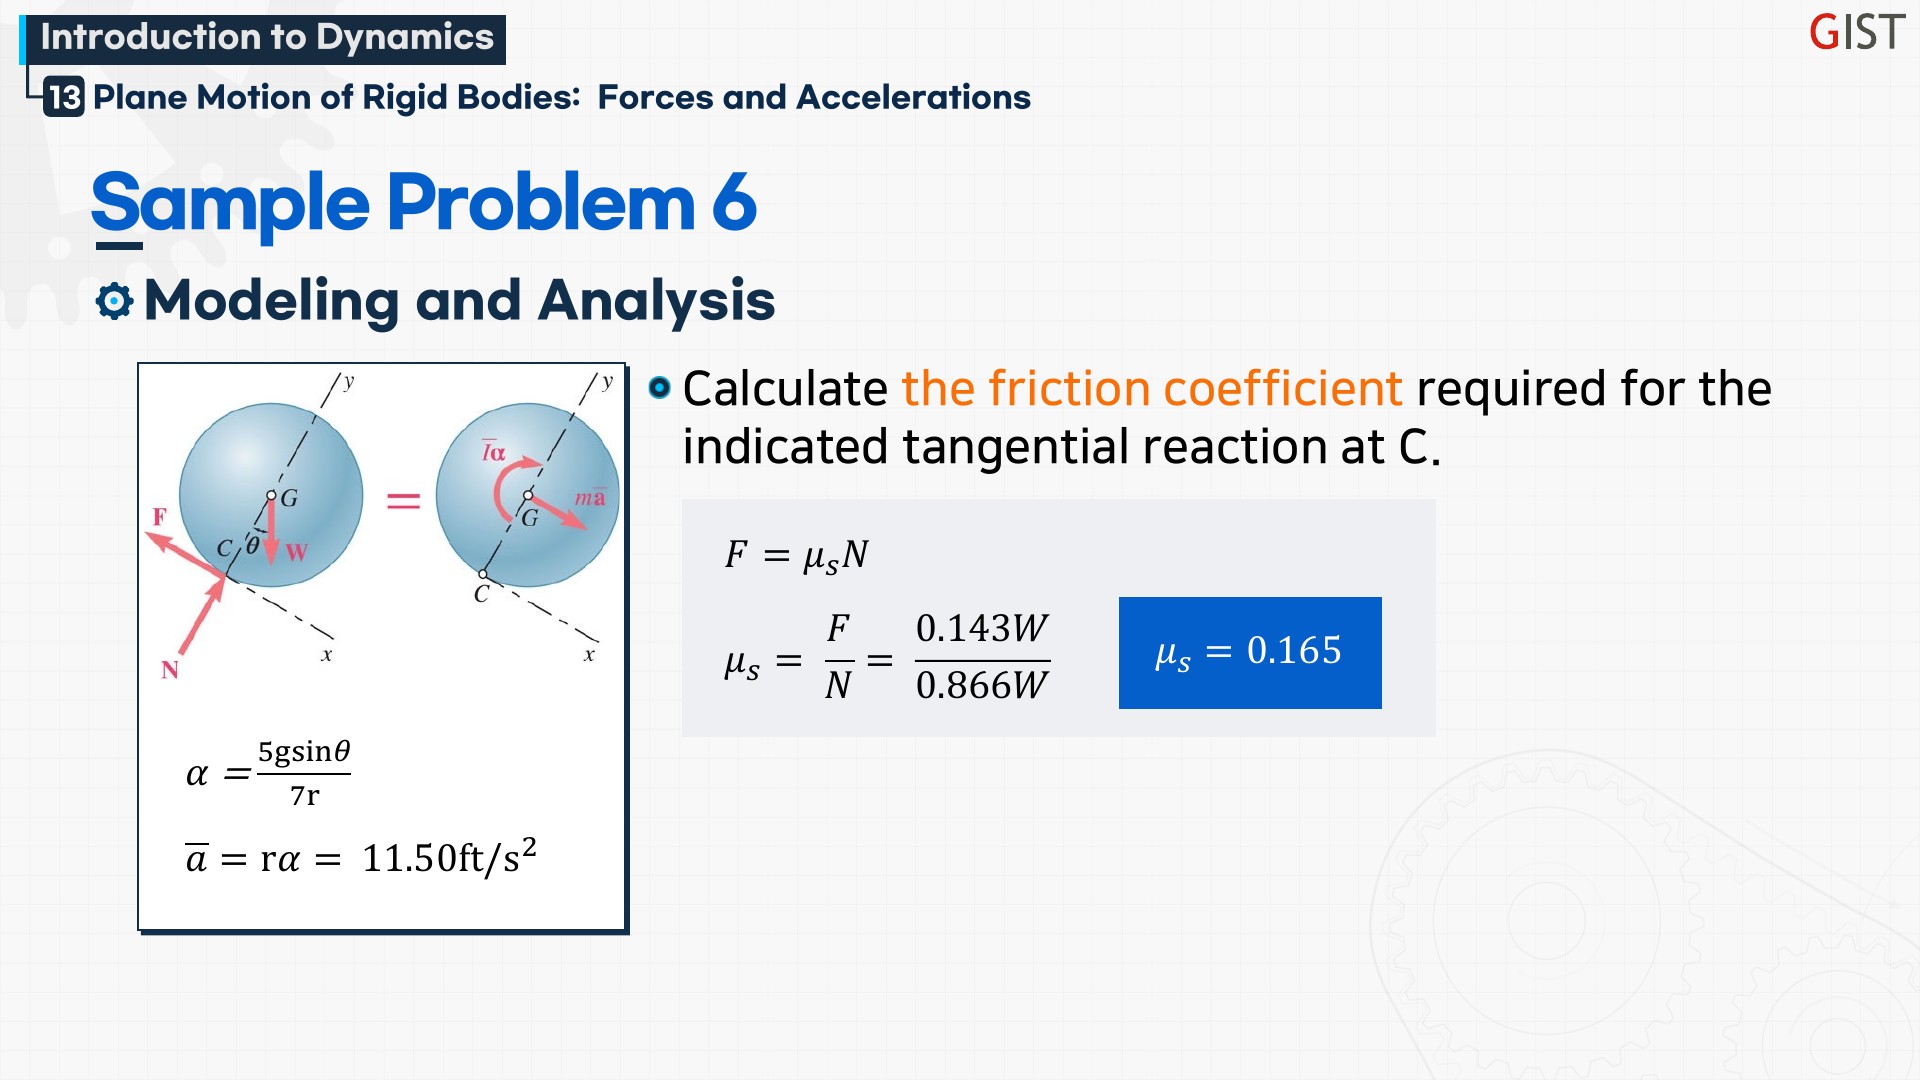 Introduction to Dynamics
GIST
13 Plane Motion of Rigid Bodies: Forces and Accelerations
Sample Problem 6
Modeling and Analysis
Calculate the friction coefficient required for the
indicated tangential reaction at C.
y
G
F
C
θ
W
N
x
=
y
I̅α
ma̅
G
C
x
α = 5gsinθ/7r
a̅ = rα = 11.50ft/s²
F = μₛN
μₛ = F/N = 0.143W/0.866W
μₛ = 0.165